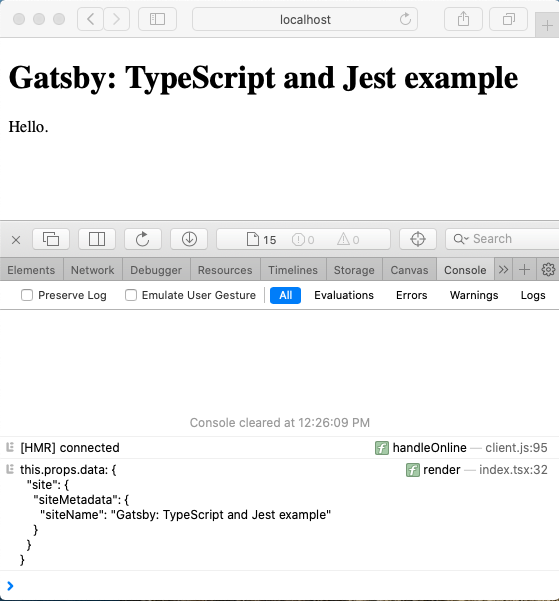 localhost
Gatsby: TypeScript and Jest example
Hello.
15 0 0 Search
Elements Network Debugger Resources Timelines Storage Canvas Console
Preserve Log Emulate User Gesture All Evaluations Errors Warnings Logs
Console cleared at 12:26:09 PM
[HMR] connected f handleOnline — client.js:95
this.props.data: { f render — index.tsx:32
"site": {
"siteMetadata": {
"siteName": "Gatsby: TypeScript and Jest example"
}
}
}